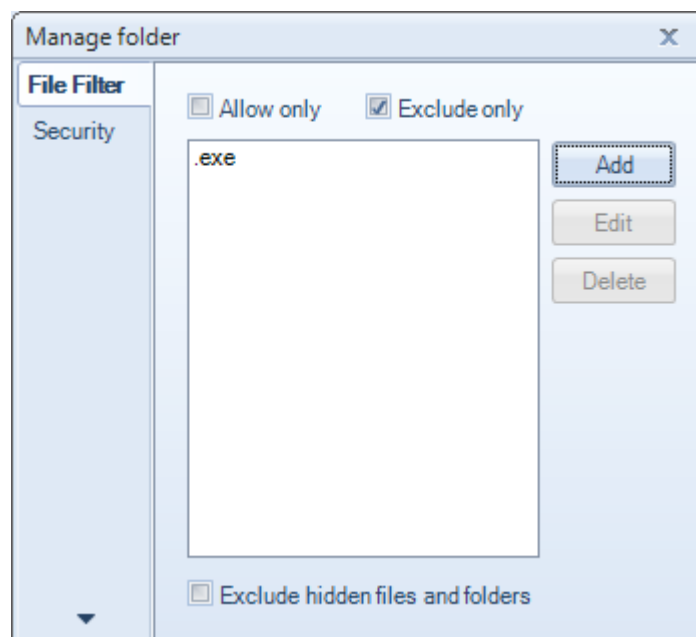 Manage folder
File Filter
Security
Allow only
Exclude only
.exe
Add
Edit
Delete
Exclude hidden files and folders